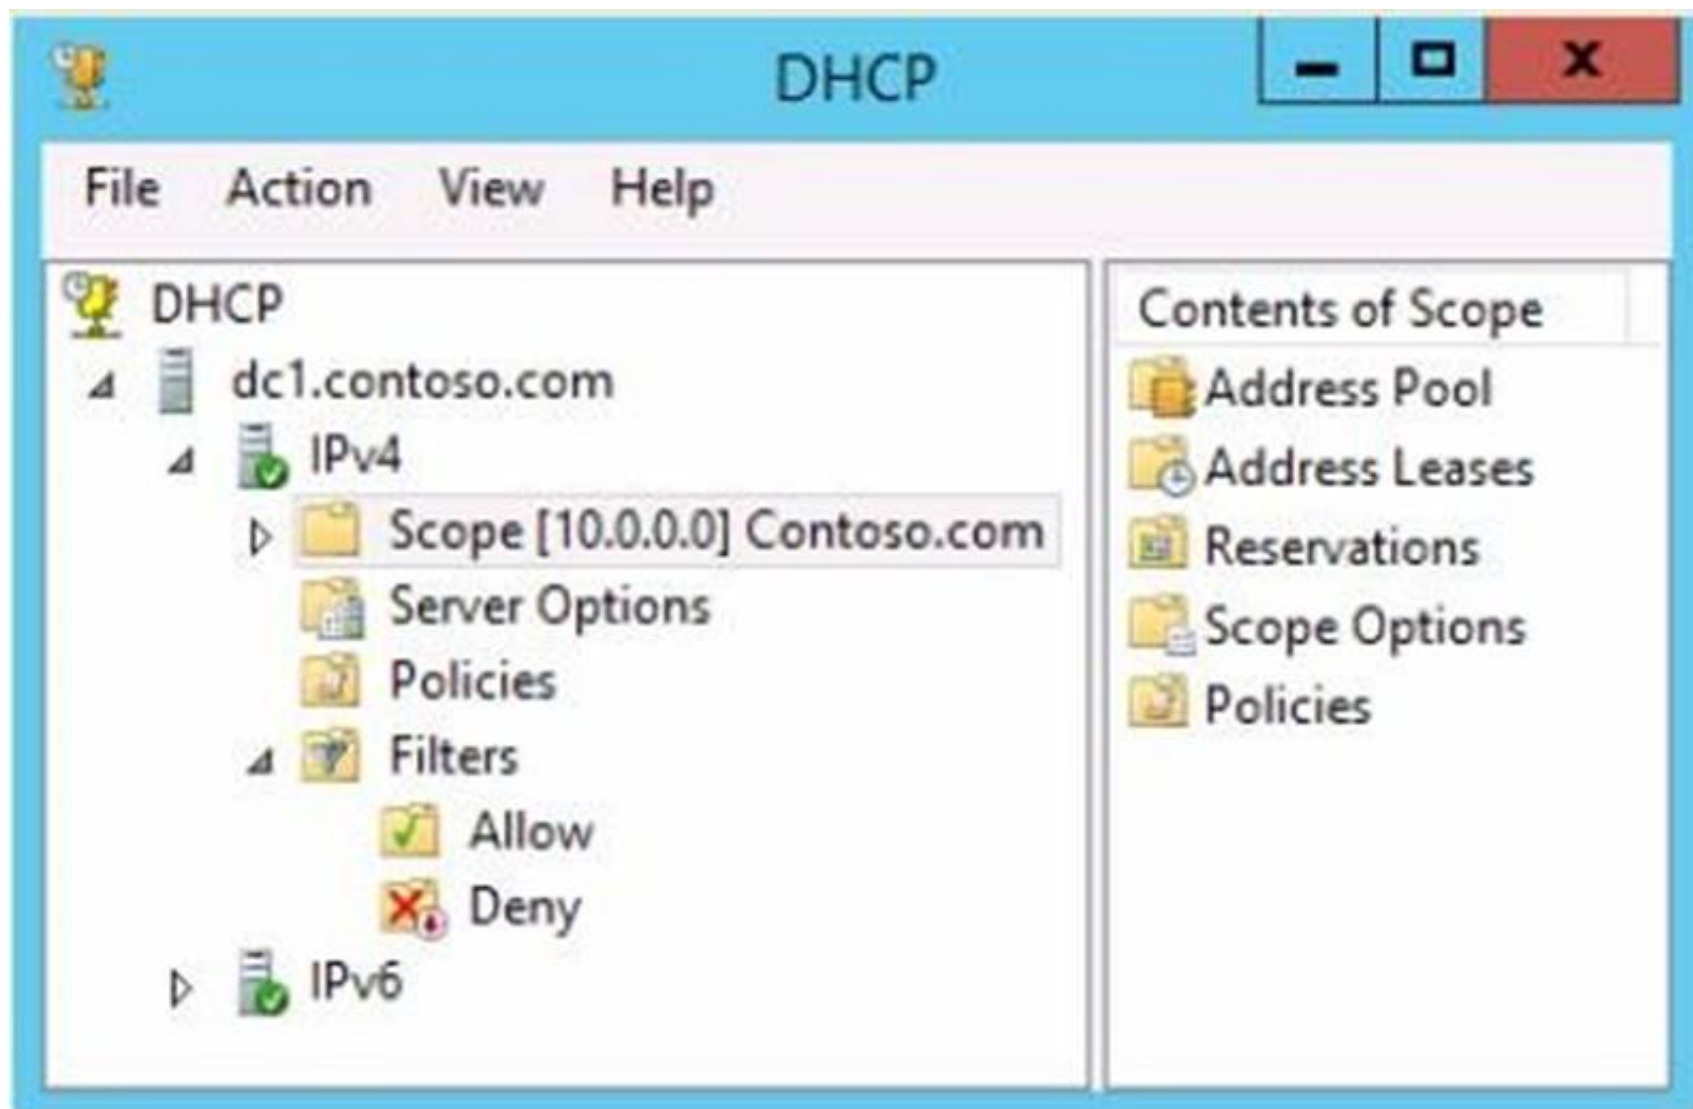 DHCP
File Action View Help
DHCP
dc1.contoso.com
IPv4
Scope [10.0.0.0] Contoso.com
Server Options
Policies
Filters
Allow
Deny
IPv6
Contents of Scope
Address Pool
Address Leases
Reservations
Scope Options
Policies